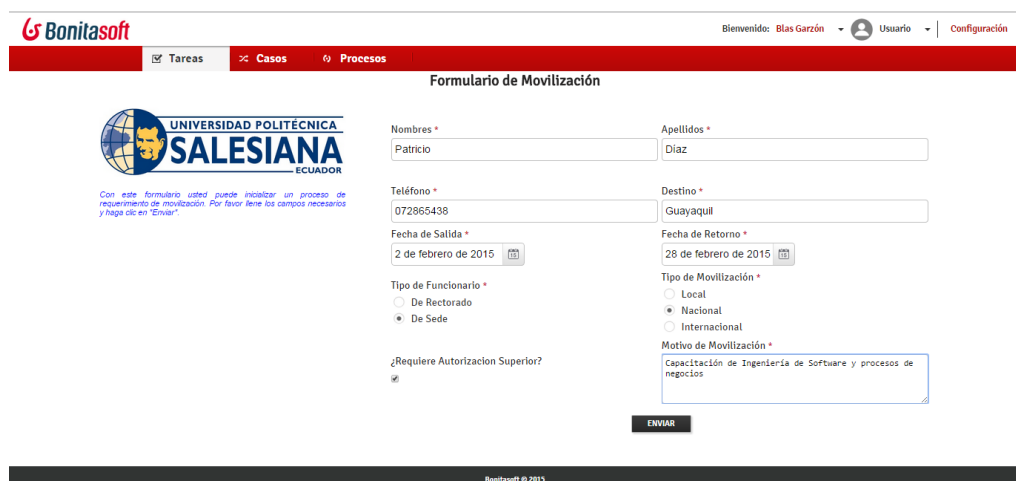 Bonitasoft
Bienvenido: Blas Garzón
Usuario
Configuración
Tareas
Casos
Procesos
Formulario de Movilización
UNIVERSIDAD POLITÉCNICA
SALESIANA
ECUADOR
Con este formulario usted puede inicializar un proceso de
requerimiento de movilización. Por favor llene los campos necesarios
y haga clic en "Enviar".
Nombres *
Patricio
Apellidos *
Díaz
Teléfono *
072865438
Destino *
Guayaquil
Fecha de Salida *
2 de febrero de 2015
Fecha de Retorno *
28 de febrero de 2015
Tipo de Funcionario *
De Rectorado
De Sede
Tipo de Movilización *
Local
Nacional
Internacional
¿Requiere Autorizacion Superior?
Motivo de Movilización *
Capacitación de Ingeniería de Software y procesos de
negocios
ENVIAR
Bonitasoft © 2015